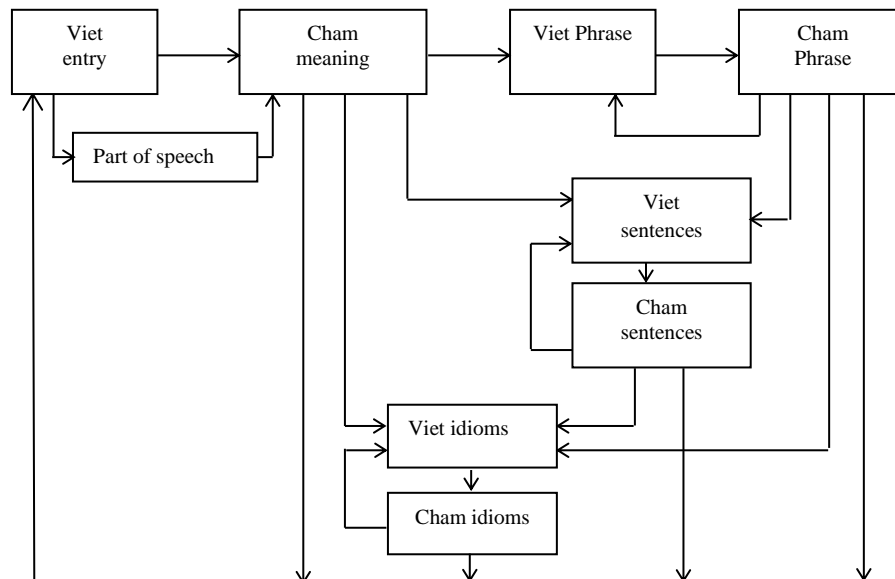 Viet
entry
Cham
meaning
Viet Phrase
Cham
Phrase
Part of speech
Viet
sentences
Cham
sentences
Viet idioms
Cham idioms